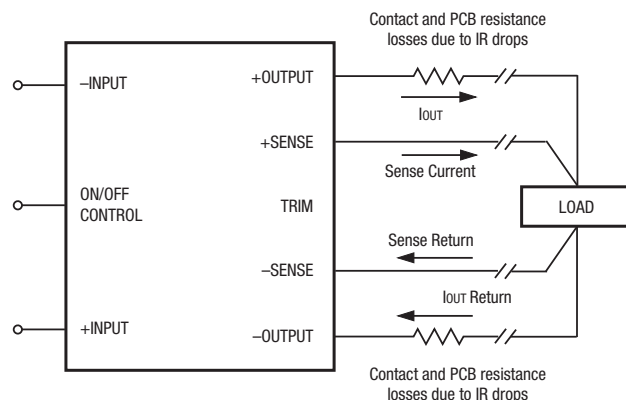 Contact and PCB resistance
losses due to IR drops
–INPUT
+OUTPUT
IOUT
+SENSE
Sense Current
ON/OFF
CONTROL
TRIM
LOAD
Sense Return
–SENSE
IOUT Return
+INPUT
–OUTPUT
Contact and PCB resistance
losses due to IR drops